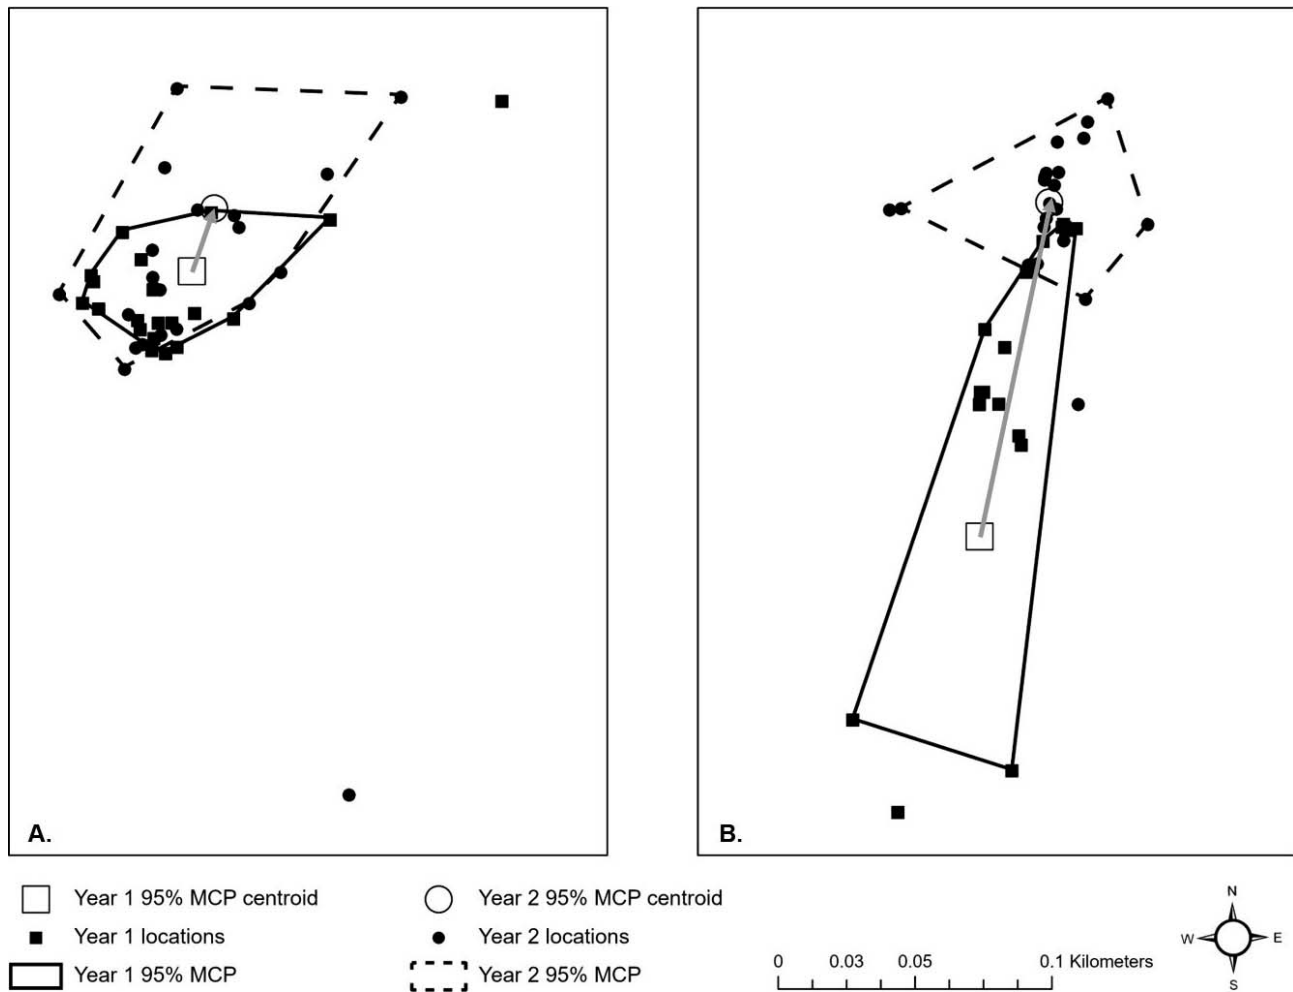 A.
B.
Year 1 95% MCP centroid
Year 2 95% MCP centroid
Year 1 locations
Year 2 locations
Year 1 95% MCP
Year 2 95% MCP
0 0.03 0.05 0.1 Kilometers
N
W E
S